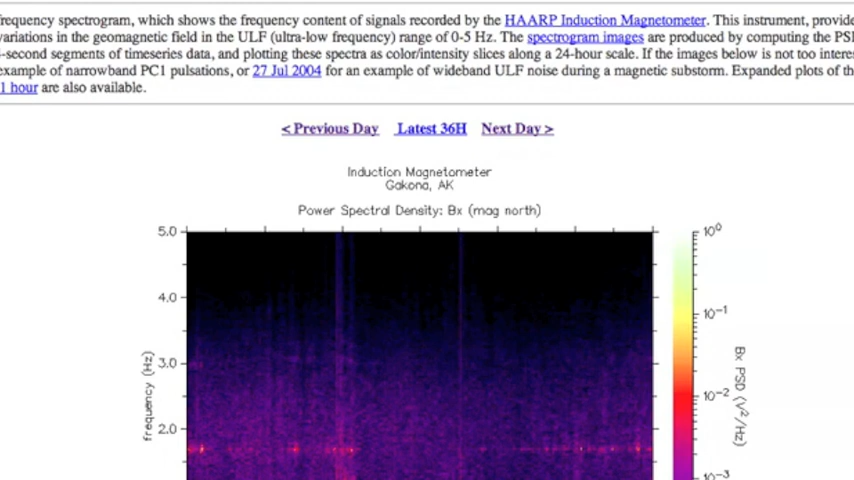 requency spectrogram, which shows the frequency content of signals recorded by the HAARP Induction Magnetometer. This instrument, provide
variations in the geomagnetic field in the ULF (ultra-low frequency) range of 0-5 Hz. The spectrogram images are produced by computing the PSI
-second segments of timeseries data, and plotting these spectra as color/intensity slices along a 24-hour scale. If the images below is not too intere
example of narrowband PC1 pulsations, or 27 Jul 2004 for an example of wideband ULF noise during a magnetic substorm. Expanded plots of th
1 hour are also available.
< Previous Day Latest 36H Next Day >
Induction Magnetometer
Gakona, AK
Power Spectral Density: Bx (mag north)
5.0
4.0
3.0
2.0
frequency (Hz)
10⁰
10⁻¹
10⁻²
10⁻³
Bx PSD (V²/Hz)